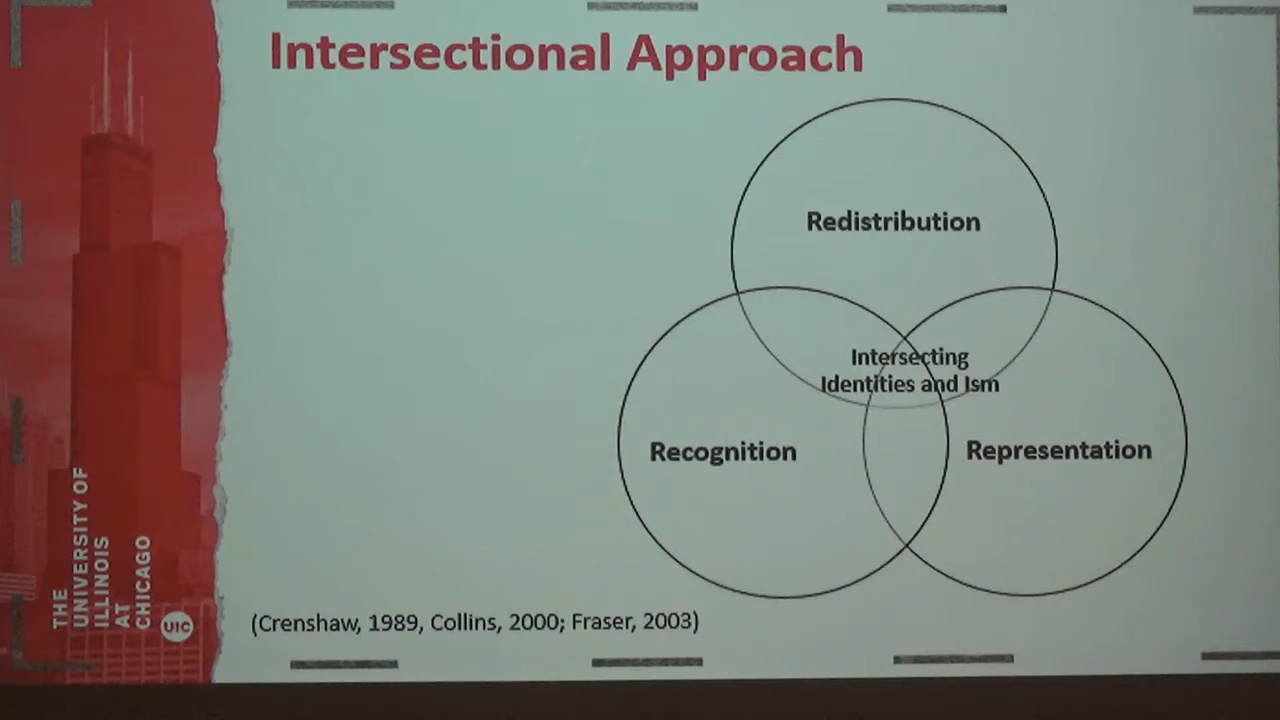 Intersectional Approach
Redistribution
Intersecting
Identities and Ism
Recognition
Representation
(Crenshaw, 1989, Collins, 2000; Fraser, 2003)
THE
UNIVERSITY OF
ILLINOIS
AT
CHICAGO
UIC